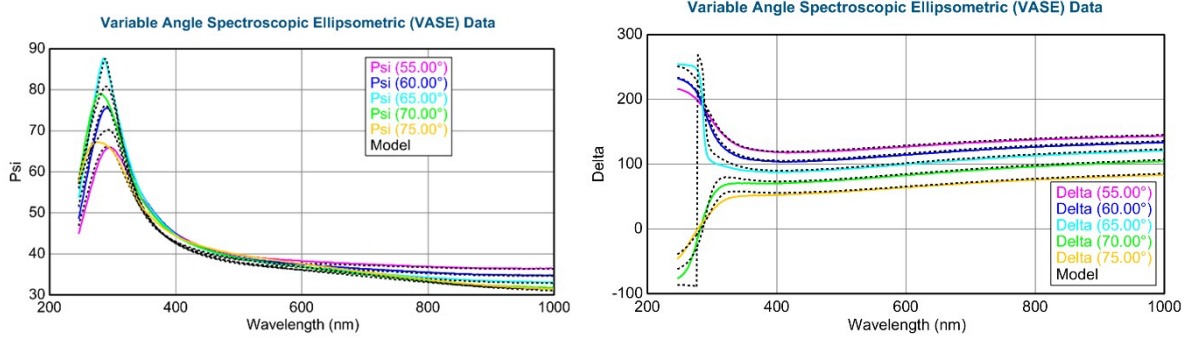 Variable Angle Spectroscopic Ellipsometric (VASE) Data
90
80
70
60
50
40
30
Psi
Psi (55.00°)
Psi (60.00°)
Psi (65.00°)
Psi (70.00°)
Psi (75.00°)
Model
200
400
600
800
1000
Wavelength (nm)
Variable Angle Spectroscopic Ellipsometric (VASE) Data
300
200
100
0
-100
Delta
Delta (55.00°)
Delta (60.00°)
Delta (65.00°)
Delta (70.00°)
Delta (75.00°)
Model
200
400
600
800
1000
Wavelength (nm)